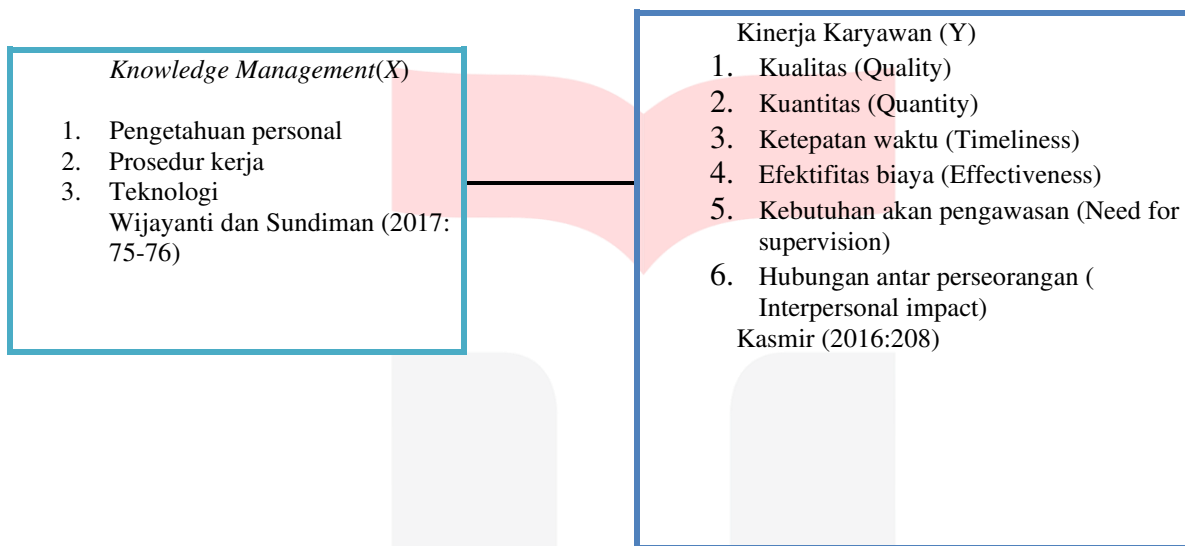 Knowledge Management(X)
1. Pengetahuan personal
2. Prosedur kerja
3. Teknologi
Wijayanti dan Sundiman (2017:
75-76)
Kinerja Karyawan (Y)
1. Kualitas (Quality)
2. Kuantitas (Quantity)
3. Ketepatan waktu (Timeliness)
4. Efektifitas biaya (Effectiveness)
5. Kebutuhan akan pengawasan (Need for
supervision)
6. Hubungan antar perseorangan (
Interpersonal impact)
Kasmir (2016:208)